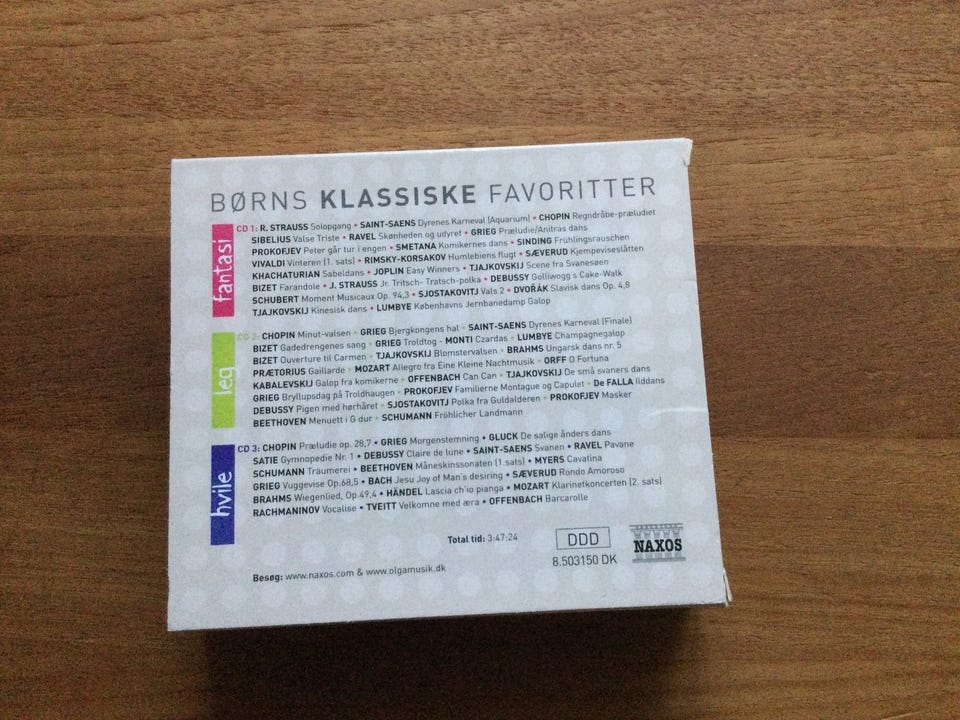 BØRNS KLASSISKE FAVORITTER
fantasi
CD 1: R. STRAUSS Solopgang • SAINT-SAENS Dyrenes Karneval (Aquarium) • CHOPIN Regndråbe-præludiet
SIBELIUS Valse Triste • RAVEL Skønheden og udyret • GRIEG Præludie/Anitras dans
PROKOFJEV Peter går tur i engen • SMETANA Komikernes dans • SINDING Frühlingsrauschen
VIVALDI Vinteren (1. sats) • RIMSKY-KORSAKOV Humlebiens flugt • SÆVERUD Kjempeviseslåtten
KHACHATURIAN Sabeldans • JOPLIN Easy Winners • TJAJKOVSKIJ Scene fra Svanesøen
BIZET Farandole • J. STRAUSS Jr. Tritsch- Tratsch-polka • DEBUSSY Golliwogg's Cake-Walk
SCHUBERT Moment Musicaux Op. 94,3 • SJOSTAKOVITJ Vals 2 • DVOŘÁK Slavisk dans Op. 4,8
TJAJKOVSKIJ Kinesisk dans • LUMBYE Københavns Jernbanedamp Galop
leg
CD 2: CHOPIN Minut-valsen • GRIEG Bjergkongens hal • SAINT-SAENS Dyrenes Karneval (Finale)
BIZET Gadedrengenes sang • GRIEG Troldtog - MONTI Czardas • LUMBYE Champagnegalop
BIZET Ouverture til Carmen • TJAJKOVSKIJ Blomstervalsen • BRAHMS Ungarsk dans nr. 5
PRÆTORIUS Gaillarde • MOZART Allegro fra Eine Kleine Nachtmusik • ORFF O Fortuna
KABALEVSKIJ Galop fra komikerne • OFFENBACH Can Can • TJAJKOVSKIJ De små svaners dans
GRIEG Bryllupsdag på Troldhaugen • PROKOFJEV Familierne Montague og Capulet • De FALLA Ilddans
DEBUSSY Pigen med hørhåret • SJOSTAKOVITJ Polka fra Guldalderen • PROKOFJEV Masker
BEETHOVEN Menuett i G dur • SCHUMANN Fröhlicher Landmann
hvile
CD 3: CHOPIN Præludie op. 28,7 • GRIEG Morgenstemning • GLUCK De salige ånders dans
SATIE Gymnopedie Nr. 1 • DEBUSSY Claire de lune • SAINT-SAENS Svanen • RAVEL Pavane
SCHUMANN Träumerei • BEETHOVEN Måneskinssonaten (1.sats) • MYERS Cavatina
GRIEG Vuggevise Op.68,5 • BACH Jesu Joy of Man's desiring • SÆVERUD Rondo Amoroso
BRAHMS Wiegenlied, Op.49,4 • HÄNDEL Lascia ch'io pianga • MOZART Klarinetkoncerten (2. sats)
RACHMANINOV Vocalise • TVEITT Velkomne med æra • OFFENBACH Barcarolle
Total tid: 3:47:24
DDD
NAXOS
8.503150 DK
Besøg: www.naxos.com & www.olgamusik.dk